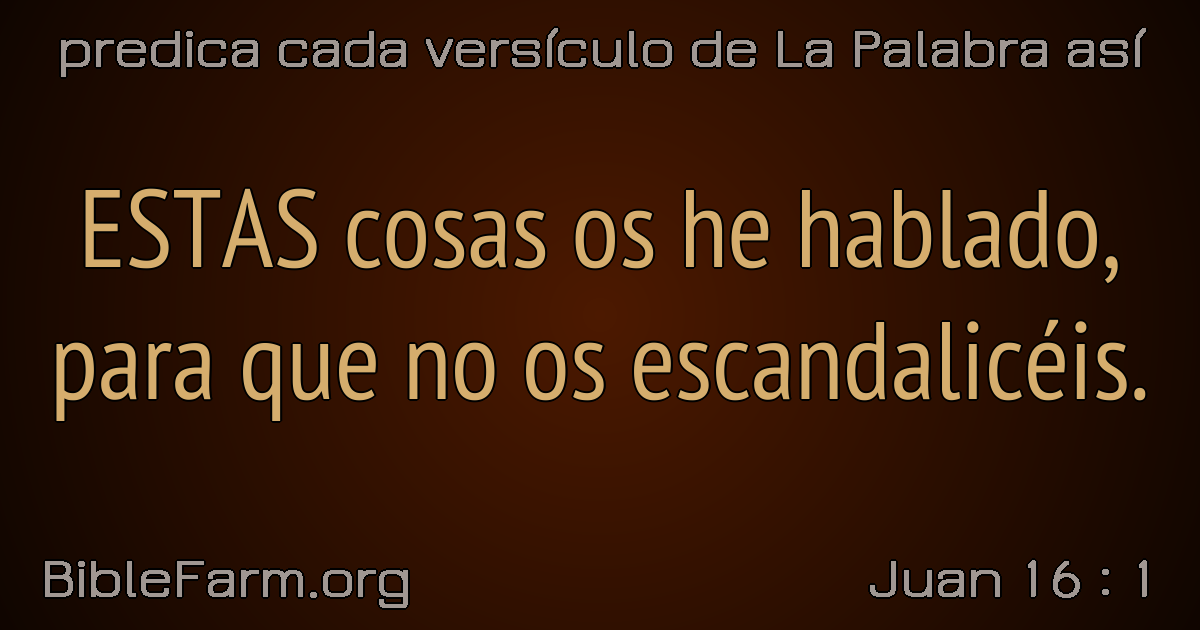 predica cada versículo de La Palabra así
ESTAS cosas os he hablado,
para que no os escandalicéis.
BibleFarm.org
Juan 16 : 1